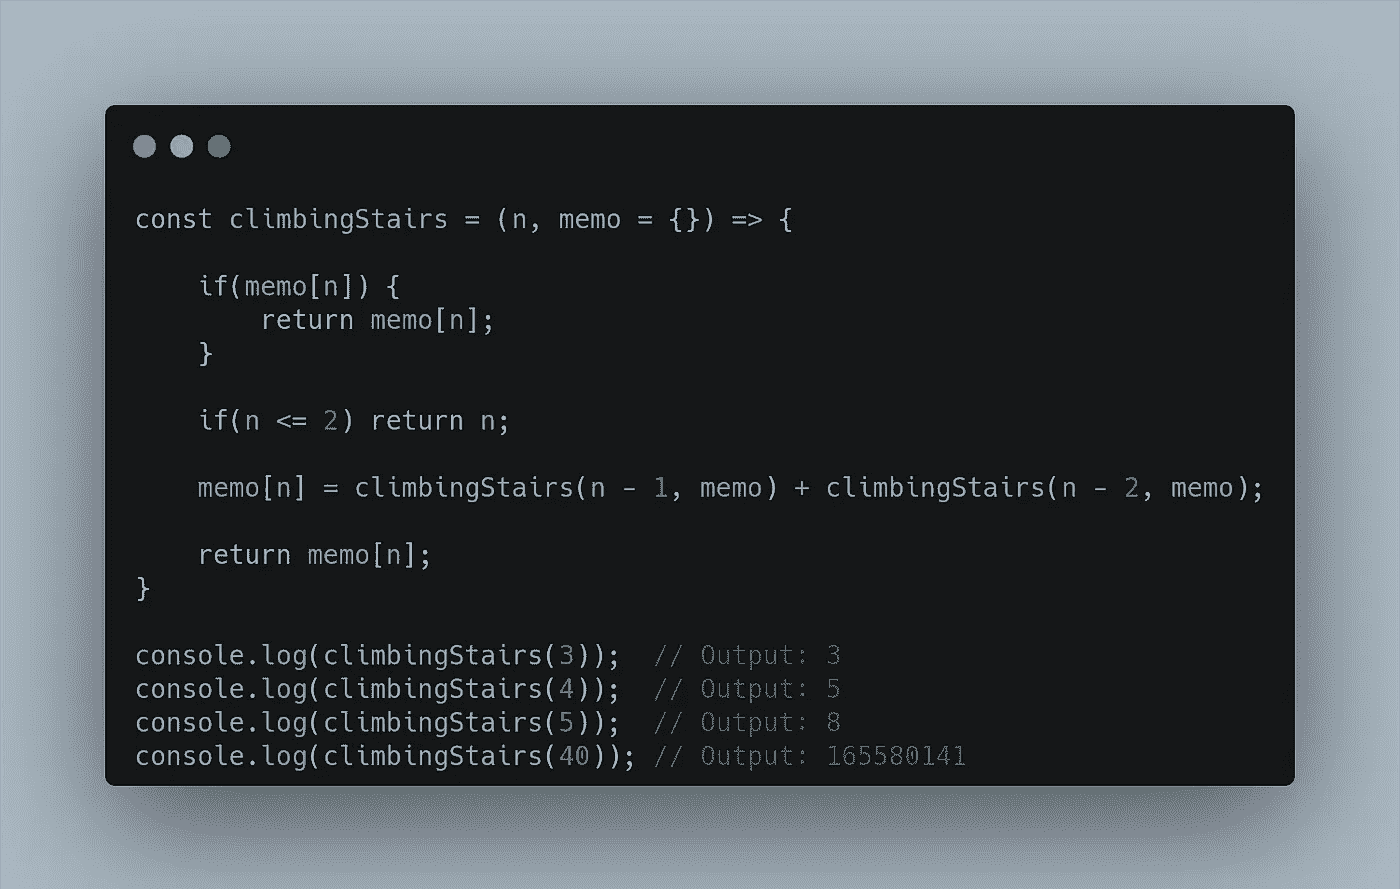 const climbingStairs = (n, memo = {}) => {
    if(memo[n]) {
        return memo[n];
    }
    if(n <= 2) return n;
    memo[n] = climbingStairs(n - 1, memo) + climbingStairs(n - 2, memo);
    return memo[n];
}
console.log(climbingStairs(3));  // Output: 3
console.log(climbingStairs(4));  // Output: 5
console.log(climbingStairs(5));  // Output: 8
console.log(climbingStairs(40)); // Output: 165580141